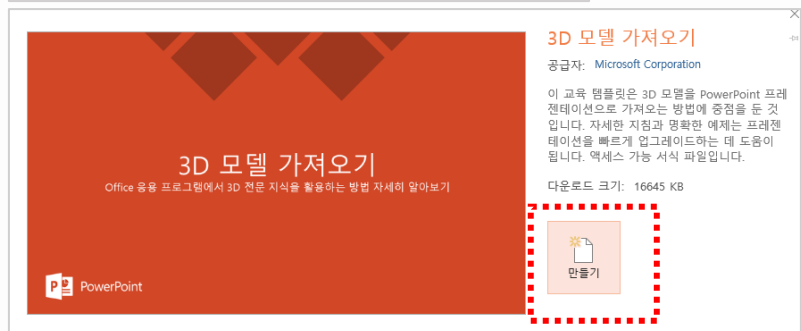 3D 모델 가져오기
Office 응용 프로그램에서 3D 전문 지식을 활용하는 방법 자세히 알아보기
P
PowerPoint
3D 모델 가져오기
공급자: Microsoft Corporation
이 교육 템플릿은 3D 모델을 PowerPoint 프레
젠테이션으로 가져오는 방법에 중점을 둔 것
입니다. 자세한 지침과 명확한 예제는 프레젠
테이션을 빠르게 업그레이드하는 데 도움이
됩니다. 액세스 가능 서식 파일입니다.
다운로드 크기: 16645 KB
만들기